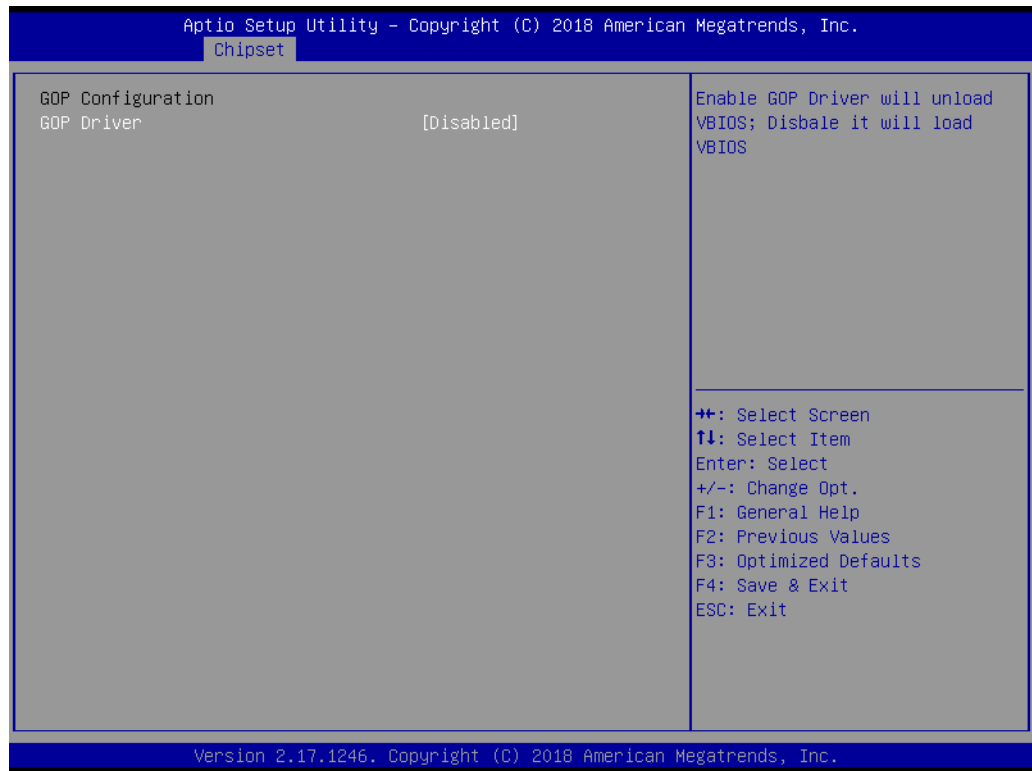 Aptio Setup Utility – Copyright (C) 2018 American Megatrends, Inc.
Chipset
GOP Configuration
GOP Driver [Disabled]
Enable GOP Driver will unload
VBIOS; Disbale it will load
VBIOS
→←: Select Screen
↑↓: Select Item
Enter: Select
+/-: Change Opt.
F1: General Help
F2: Previous Values
F3: Optimized Defaults
F4: Save & Exit
ESC: Exit
Version 2.17.1246. Copyright (C) 2018 American Megatrends, Inc.